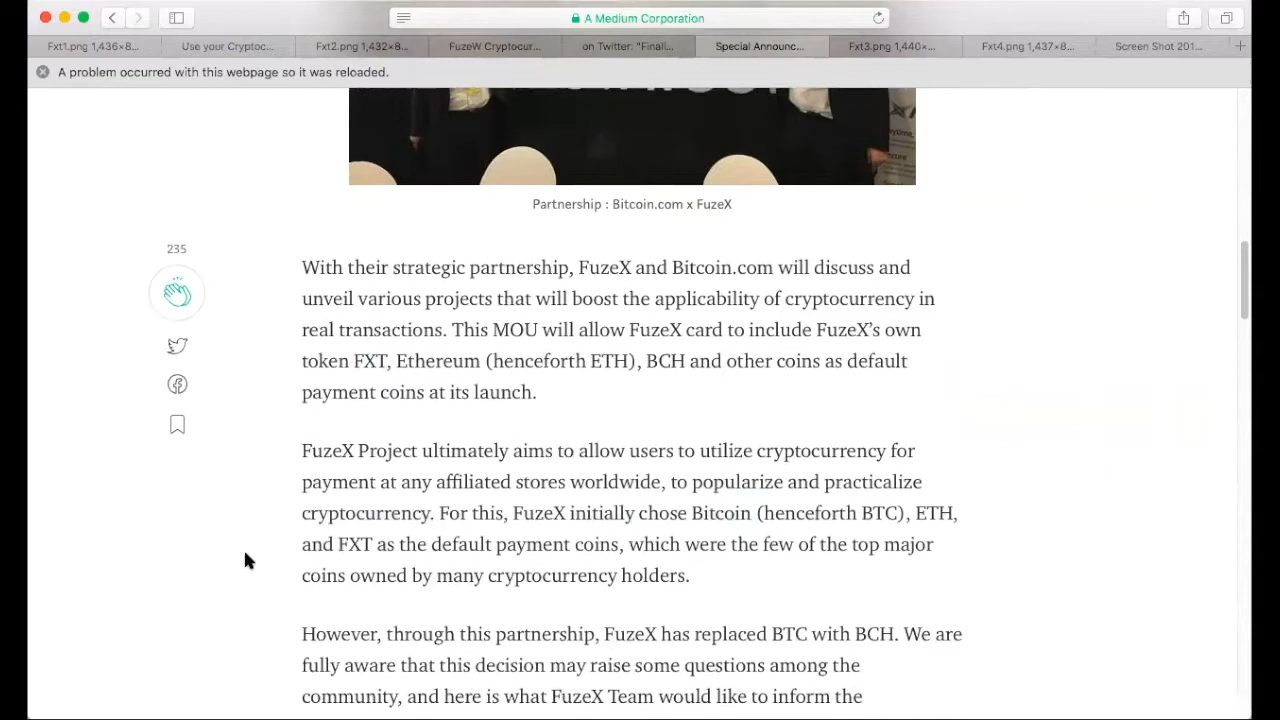 A Medium Corporation
Fxt1.png 1,436×8...
Use your Cryptoc...
Fxt2.png 1,432×8...
FuzeW Cryptocur...
on Twitter: "Finall...
Special Announc...
Fxt3.png 1,440×...
Fxt4.png 1,437×8...
Screen Shot 201...
A problem occurred with this webpage so it was reloaded.
Partnership : Bitcoin.com x FuzeX
235
With their strategic partnership, FuzeX and Bitcoin.com will discuss and
unveil various projects that will boost the applicability of cryptocurrency in
real transactions. This MOU will allow FuzeX card to include FuzeX’s own
token FXT, Ethereum (henceforth ETH), BCH and other coins as default
payment coins at its launch.
FuzeX Project ultimately aims to allow users to utilize cryptocurrency for
payment at any affiliated stores worldwide, to popularize and practicalize
cryptocurrency. For this, FuzeX initially chose Bitcoin (henceforth BTC), ETH,
and FXT as the default payment coins, which were the few of the top major
coins owned by many cryptocurrency holders.
However, through this partnership, FuzeX has replaced BTC with BCH. We are
fully aware that this decision may raise some questions among the
community, and here is what FuzeX Team would like to inform the